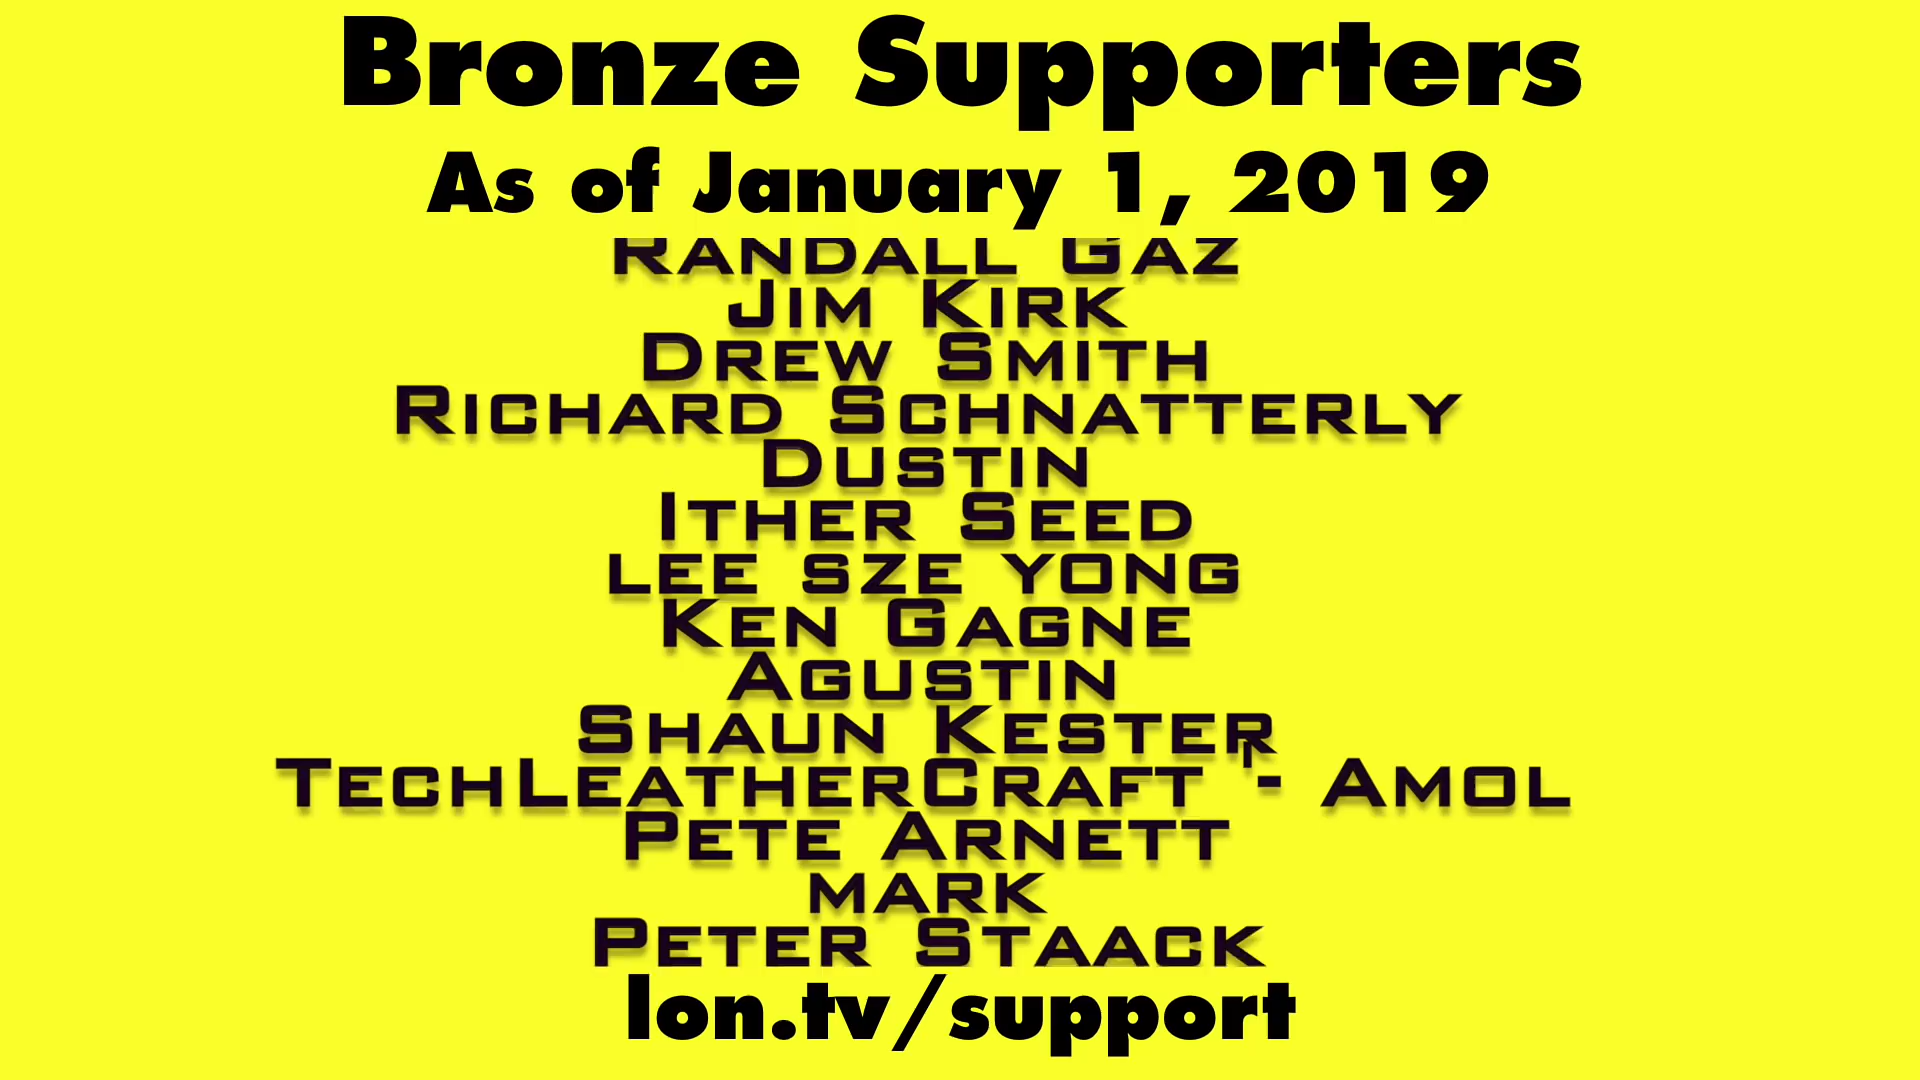 Bronze Supporters
As of January 1, 2019
Randall Gaz
Jim Kirk
Drew Smith
Richard Schnatterly
Dustin
Ither Seed
lee sze yong
Ken Gagne
Agustin
Shaun Kester
TechLeatherCraft - Amol
Pete Arnett
mark
Peter Staack
lon.tv/support